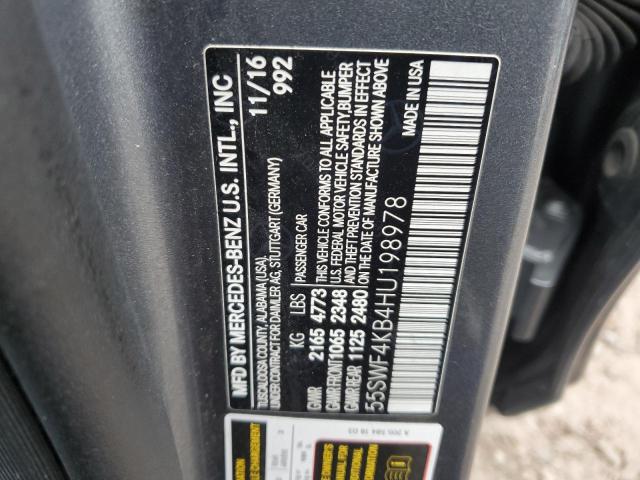 MFD BY MERCEDES-BENZ U.S. INTL., INC
TUSCALOOSA COUNTY, ALABAMA (USA),
UNDER CONTRACT FOR DAIMLER AG, STUTTGART (GERMANY)
11/16
992
KG LBS PASSENGER CAR
GVWR 2165 4773 THIS VEHICLE CONFORMS TO ALL APPLICABLE
GAWR FRONT 1065 2348 U.S. FEDERAL MOTOR VEHICLE SAFETY, BUMPER
GAWR REAR 1125 2480 AND THEFT PREVENTION STANDARDS IN EFFECT
ON THE DATE OF MANUFACTURE SHOWN ABOVE
55SWF4KB4HU198978
MADE IN USA